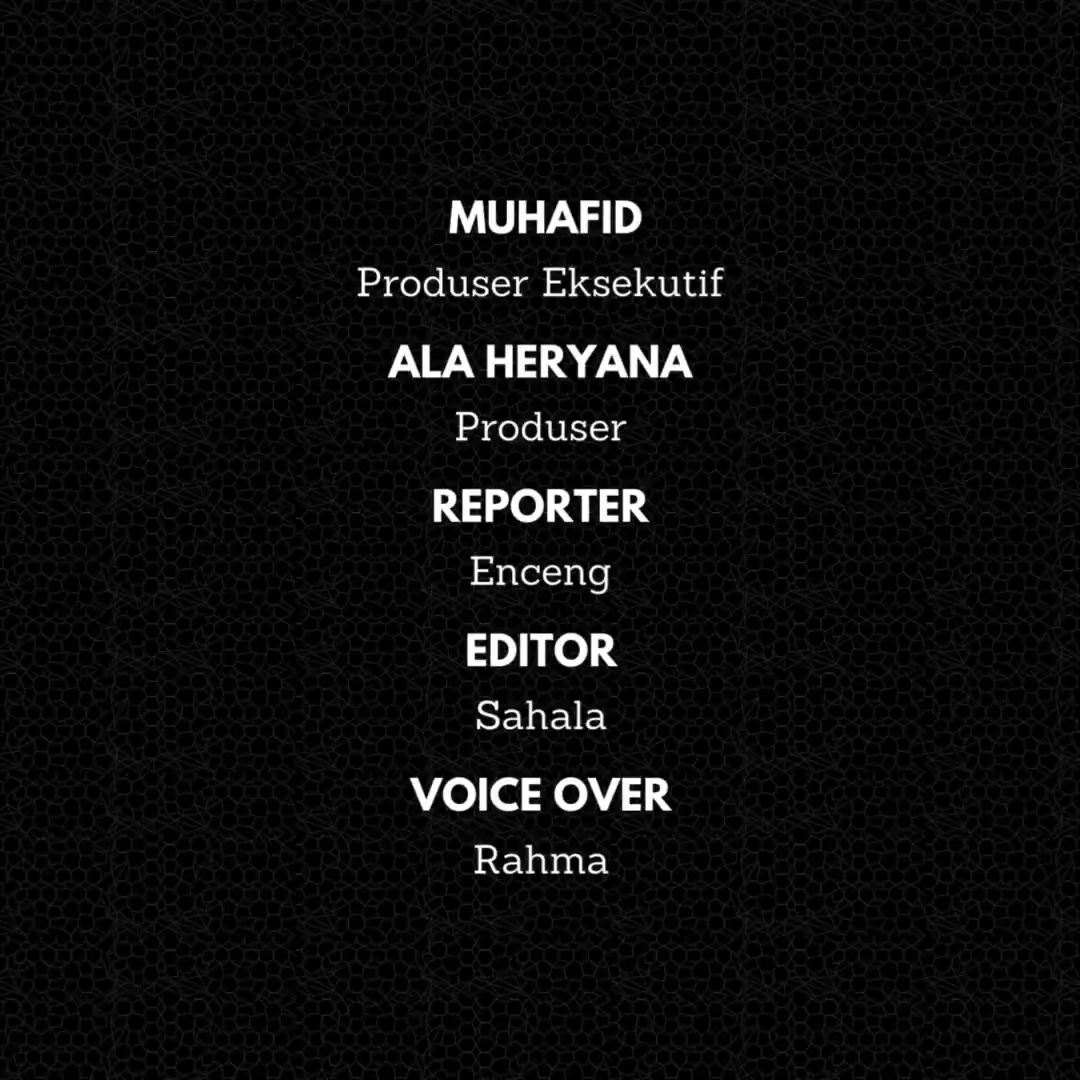 MUHAFID
Produser Eksekutif
ALA HERYANA
Produser
REPORTER
Enceng
EDITOR
Sahala
VOICE OVER
Rahma